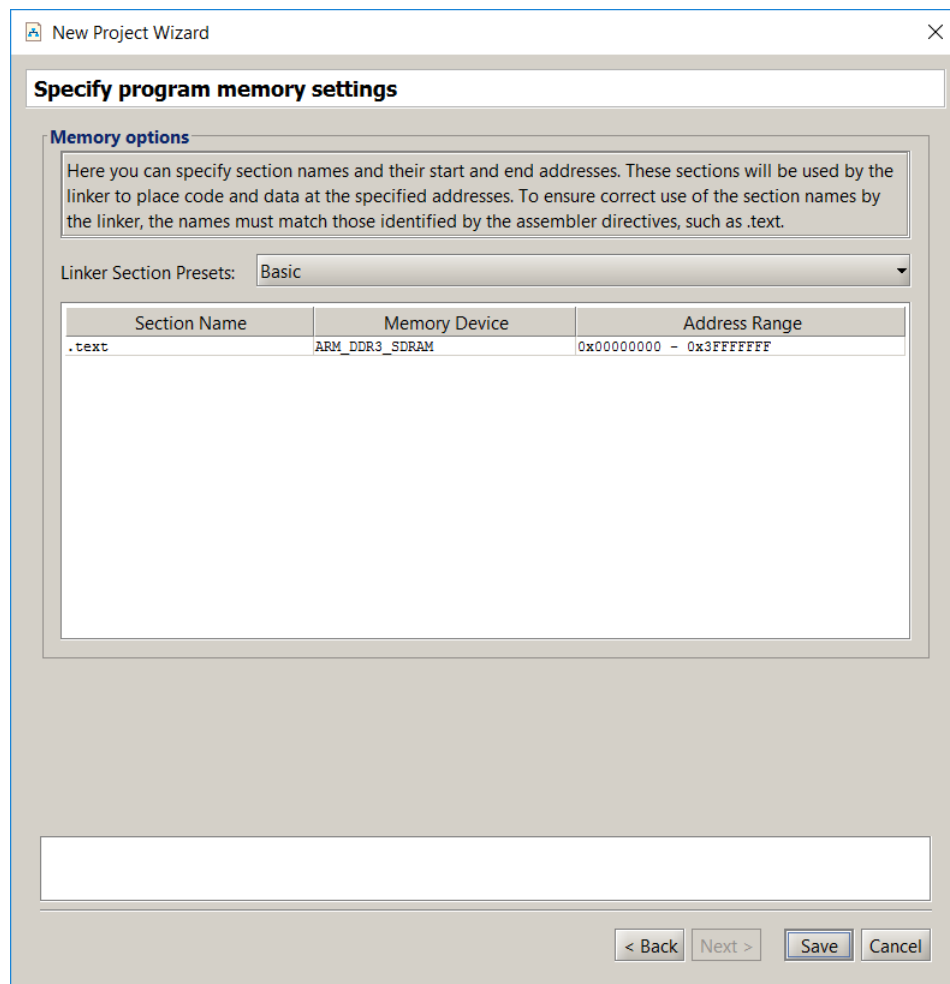 New Project Wizard
Specify program memory settings
Memory options
Here you can specify section names and their start and end addresses. These sections will be used by the
linker to place code and data at the specified addresses. To ensure correct use of the section names by
the linker, the names must match those identified by the assembler directives, such as .text.
Linker Section Presets: Basic
Section Name Memory Device Address Range
.text ARM_DDR3_SDRAM 0x00000000 - 0x3FFFFFFF
< Back Next > Save Cancel